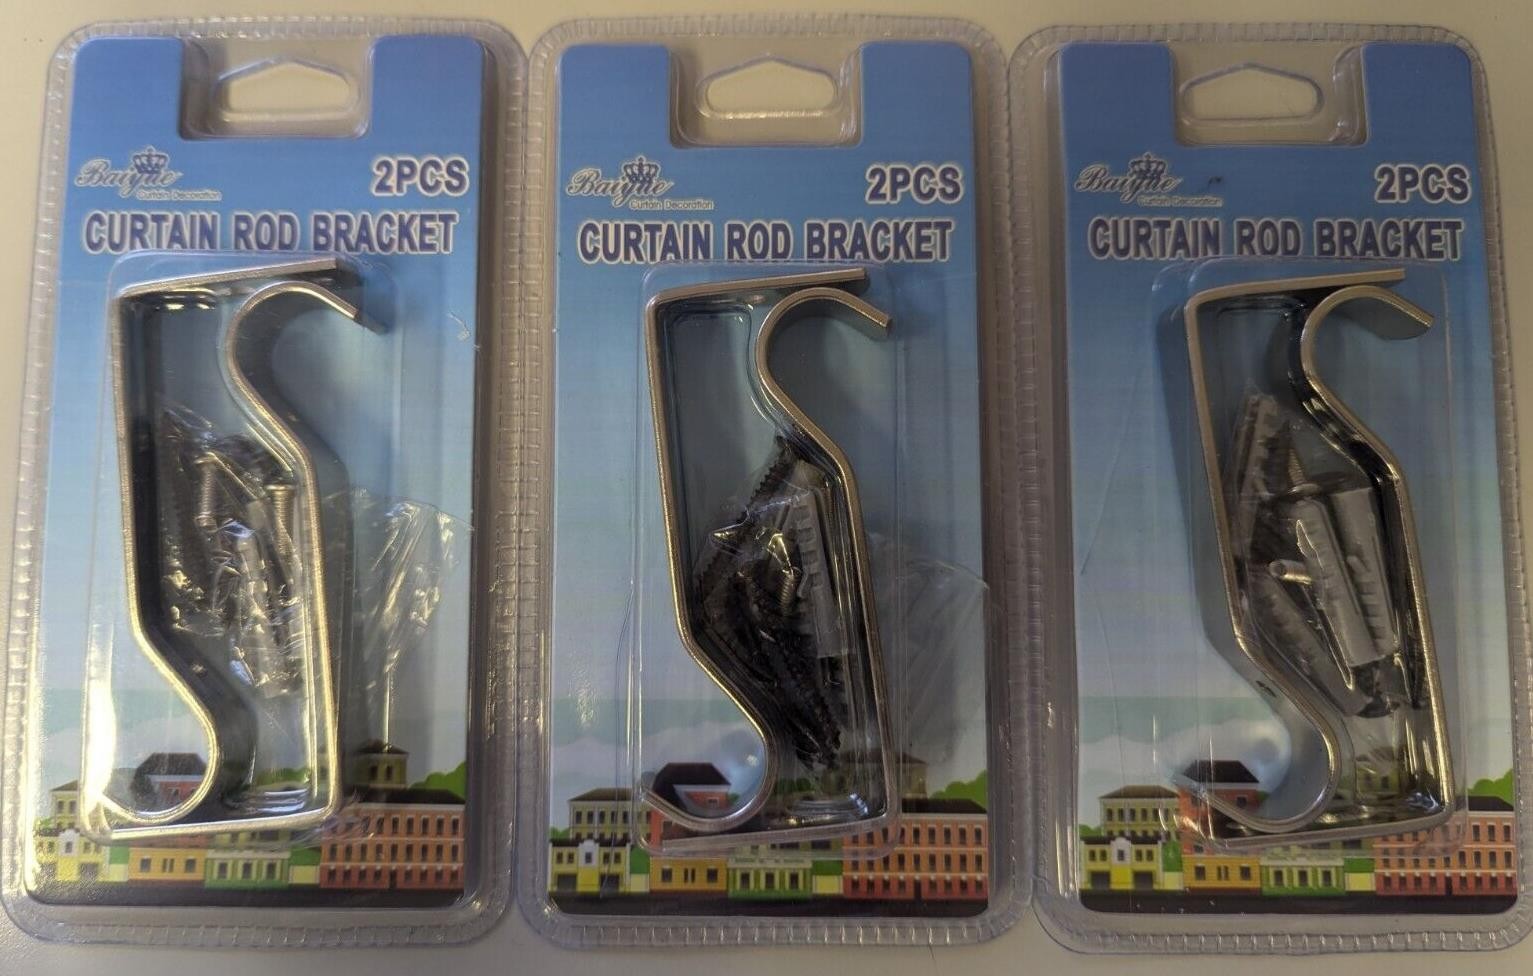 Baiyue
Curtain Decoration
2PCS
CURTAIN ROD BRACKET
Baiyue
Curtain Decoration
2PCS
CURTAIN ROD BRACKET
Baiyue
Curtain Decoration
2PCS
CURTAIN ROD BRACKET